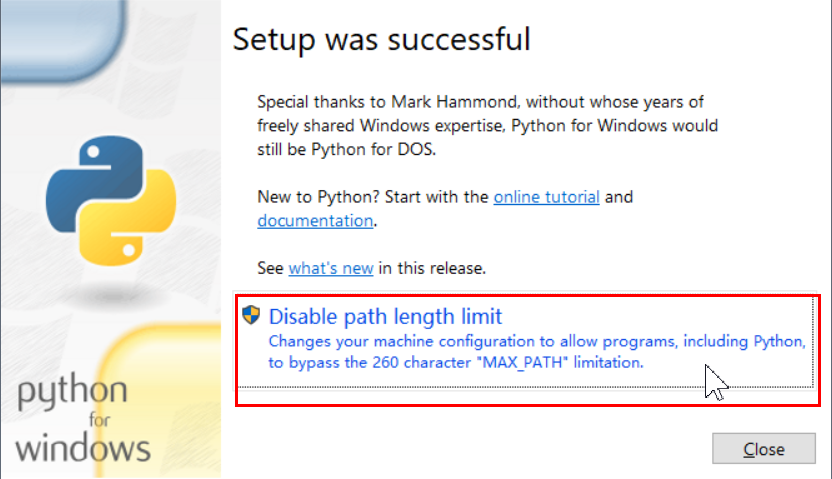 Setup was successful
Special thanks to Mark Hammond, without whose years of
freely shared Windows expertise, Python for Windows would
still be Python for DOS.
New to Python? Start with the online tutorial and
documentation.
See what's new in this release.
Disable path length limit
Changes your machine configuration to allow programs, including Python,
to bypass the 260 character "MAX_PATH" limitation.
python
for
windows
Close